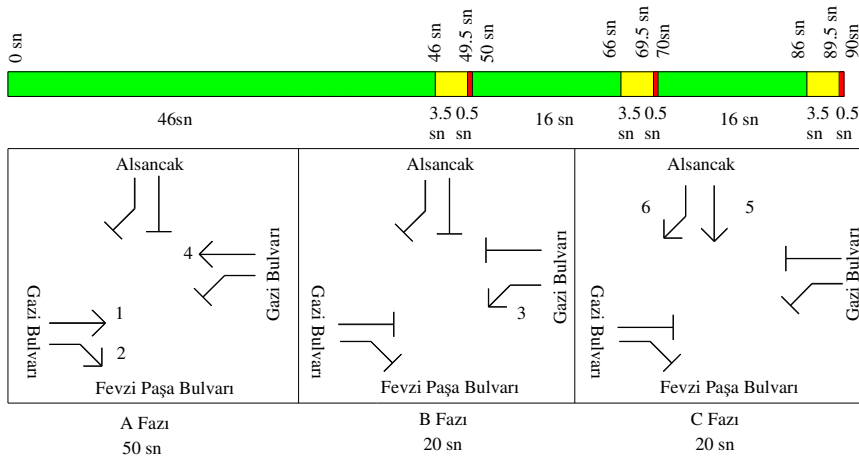 0 sn
46 sn
49.5 sn
50 sn
66 sn
69.5 sn
70sn
86 sn
89.5 sn
90sn
46sn
3.5 sn
0.5 sn
16 sn
3.5 sn
0.5 sn
16 sn
3.5 sn
0.5 sn
Alsancak
4
Gazi Bulvarı
Gazi Bulvarı
1
2
Fevzi Paşa Bulvarı
A Fazı
50 sn
Alsancak
Gazi Bulvarı
3
Gazi Bulvarı
Fevzi Paşa Bulvarı
B Fazı
20 sn
Alsancak
6
5
Gazi Bulvarı
Gazi Bulvarı
Fevzi Paşa Bulvarı
C Fazı
20 sn